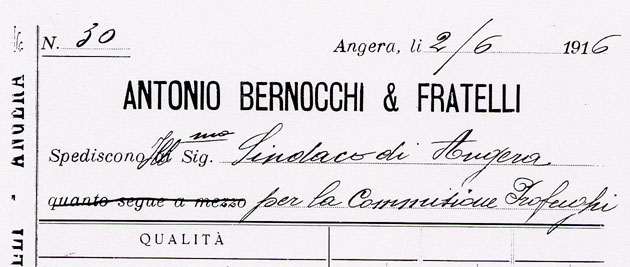 N. 30 Angera, li 2/6 1916
ANTONIO BERNOCCHI & FRATELLI
Spediscono Ill mo Sig. Sindaco di Angera
quanto segue a mezzo per la Commissione Profughi
QUALITÀ
ANGERA